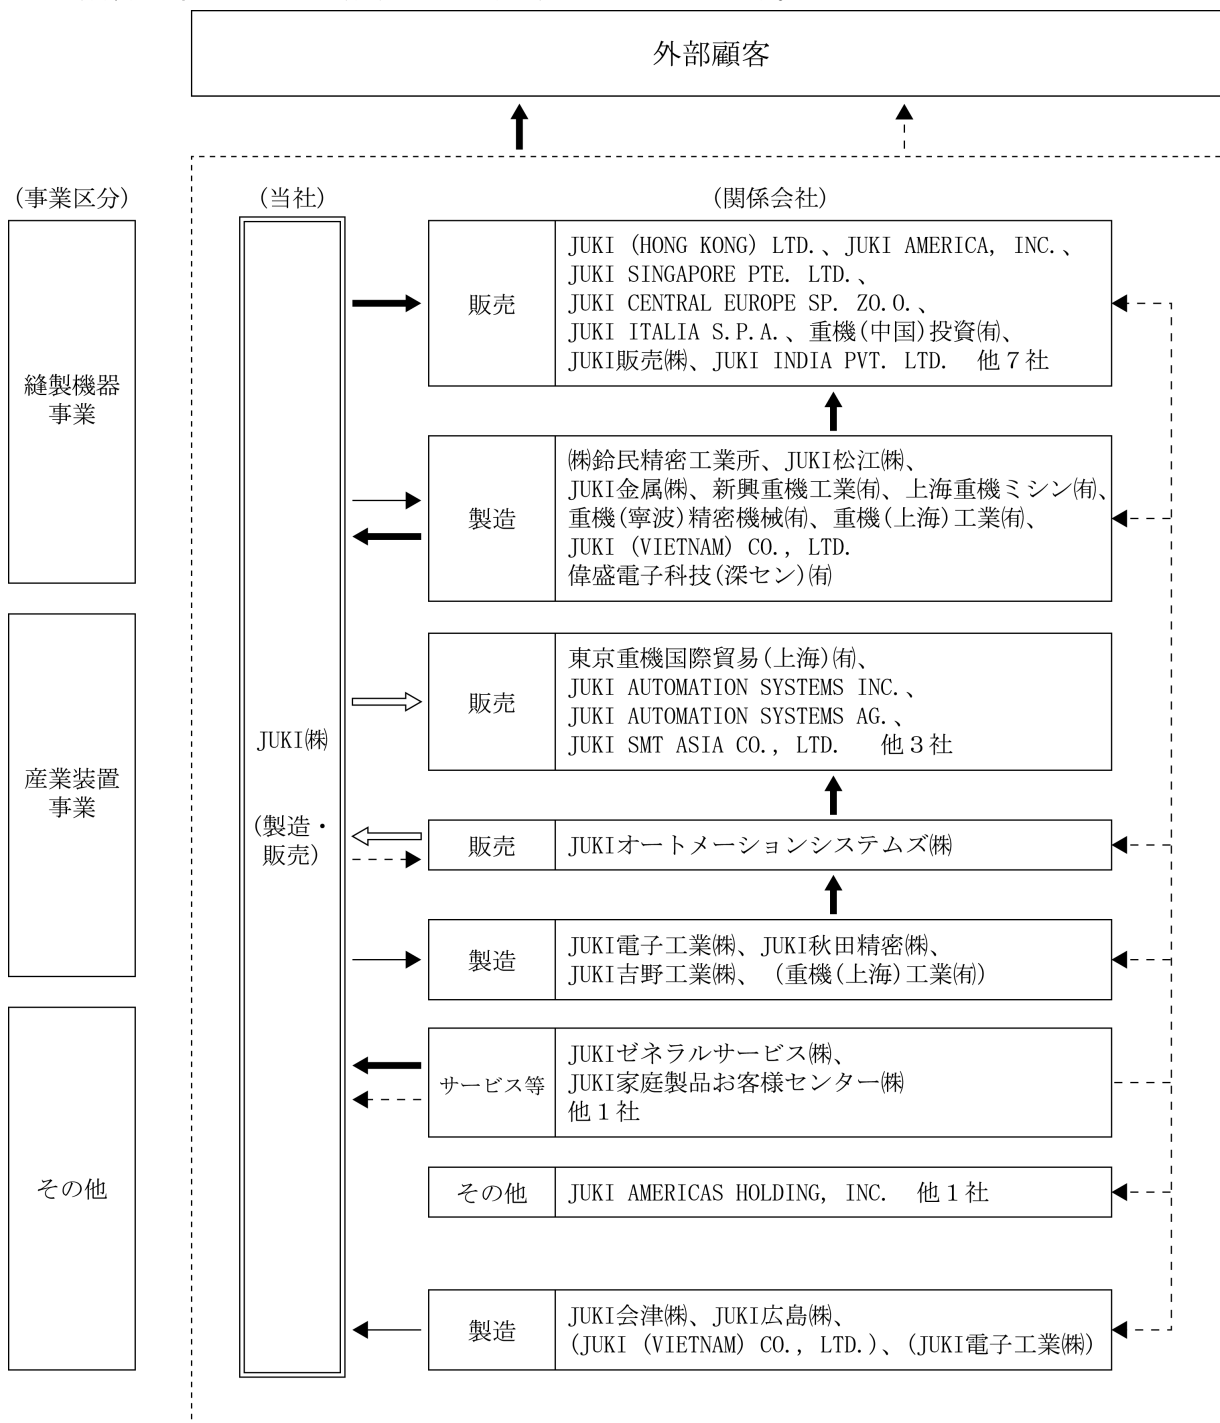 外部顧客
(事業区分)
(当社)
(関係会社)
縫製機器
事業
産業装置
事業
その他
JUKI㈱
(製造・
販売)
販売
JUKI (HONG KONG) LTD.、JUKI AMERICA, INC.、
JUKI SINGAPORE PTE. LTD.、
JUKI CENTRAL EUROPE SP. ZO.O.、
JUKI ITALIA S.P.A.、重機(中国)投資㈲、
JUKI販売㈱、JUKI INDIA PVT. LTD. 他7社
製造
㈱鈴民精密工業所、JUKI松江㈱、
JUKI金属㈱、新興重機工業㈲、上海重機ミシン㈲、
重機(寧波)精密機械㈲、重機(上海)工業㈲、
JUKI (VIETNAM) CO., LTD.
偉盛電子科技(深セン)㈲
販売
東京重機国際貿易(上海)㈲、
JUKI AUTOMATION SYSTEMS INC.、
JUKI AUTOMATION SYSTEMS AG.、
JUKI SMT ASIA CO., LTD. 他3社
販売
JUKIオートメーションシステムズ㈱
製造
JUKI電子工業㈱、JUKI秋田精密㈱、
JUKI吉野工業㈱、(重機(上海)工業㈲)
サービス等
JUKIゼネラルサービス㈱、
JUKI家庭製品お客様センター㈱
他1社
その他
JUKI AMERICAS HOLDING, INC. 他1社
製造
JUKI会津㈱、JUKI広島㈱、
(JUKI (VIETNAM) CO., LTD.)、(JUKI電子工業㈱)